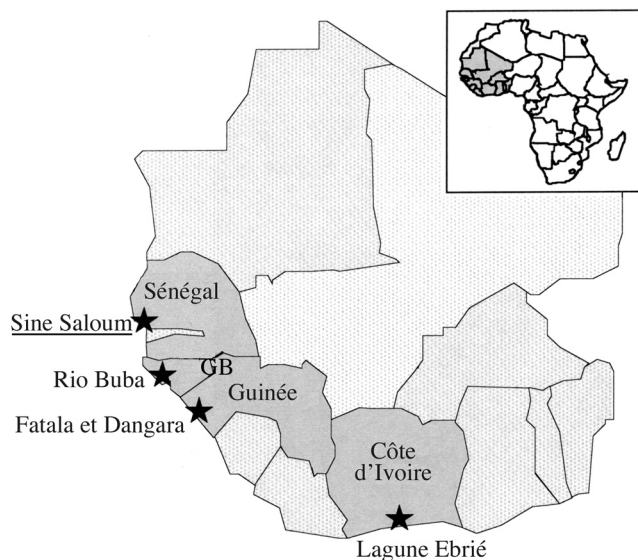 Sénégal
Sine Saloum
GB
Rio Buba
Guinée
Fatala et Dangara
Côte
d'Ivoire
Lagune Ebrié